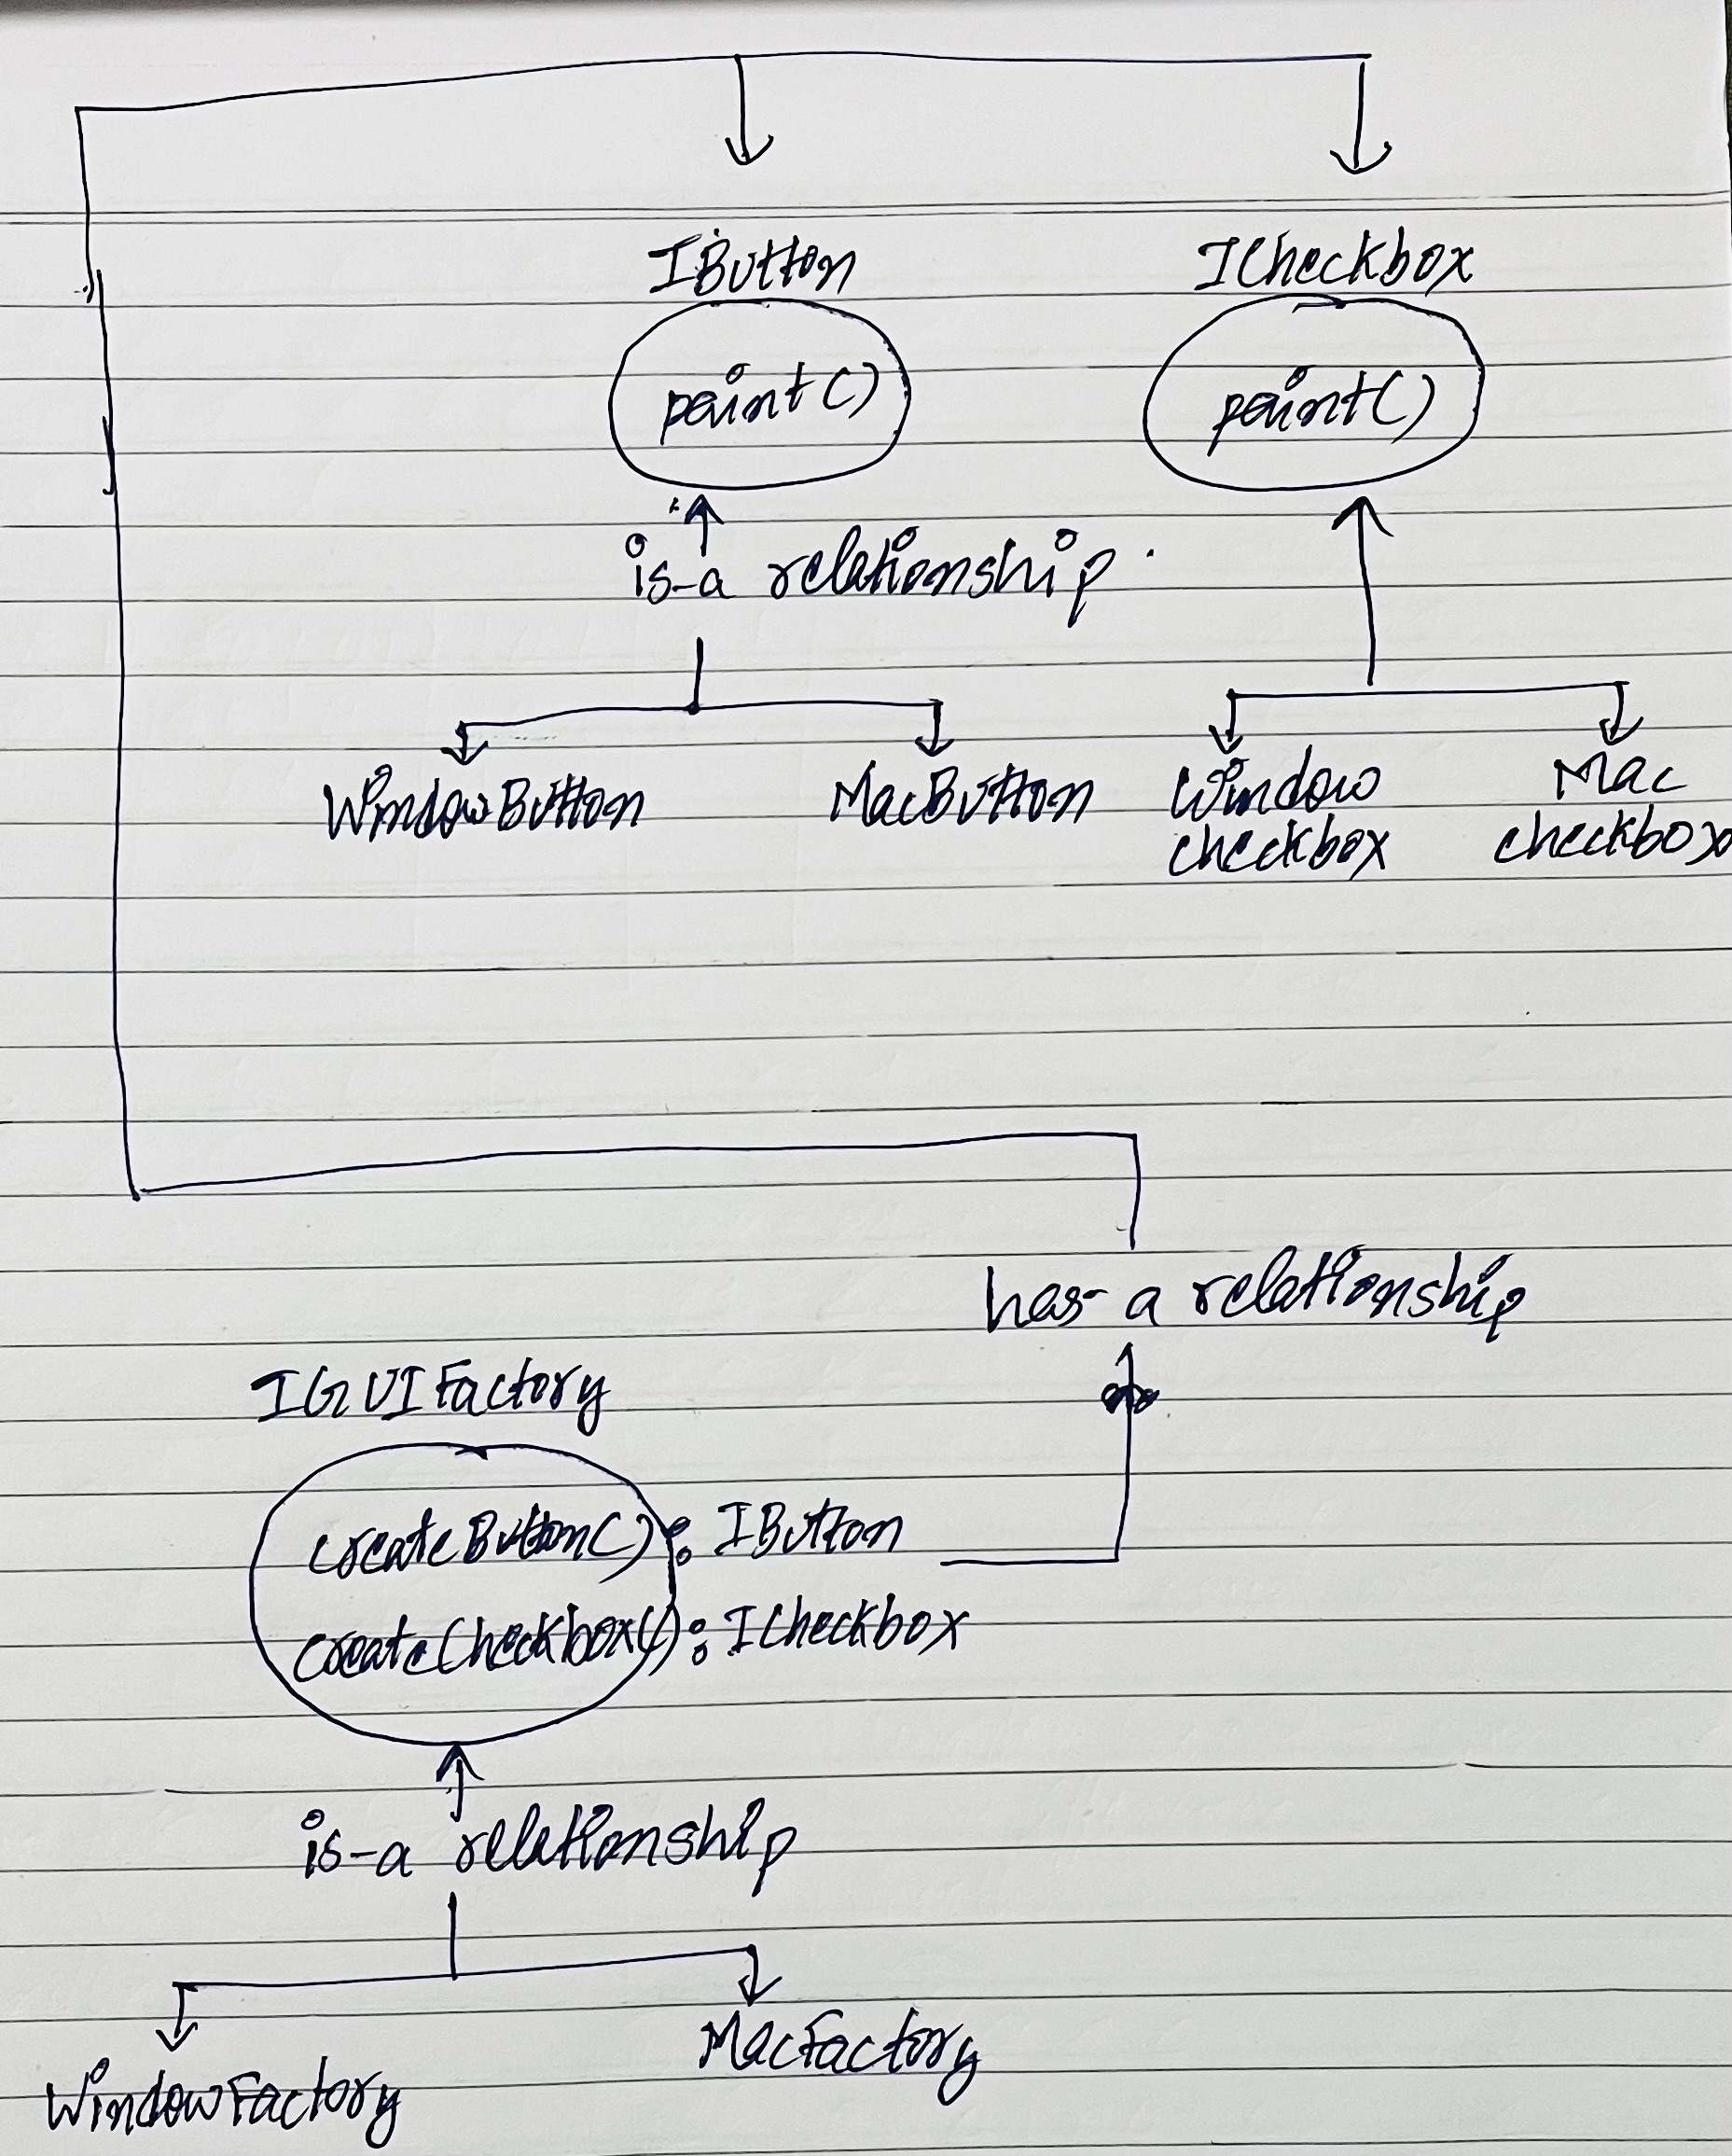 IButton ICheckbox
paint() paint()
is-a relationship
WindowButton MacButton Window Mac
checkbox checkbox
has-a relationship
IGUIFactory
createButton() : IButton
createCheckbox() : ICheckbox
is-a relationship
MacFactory
WindowFactory